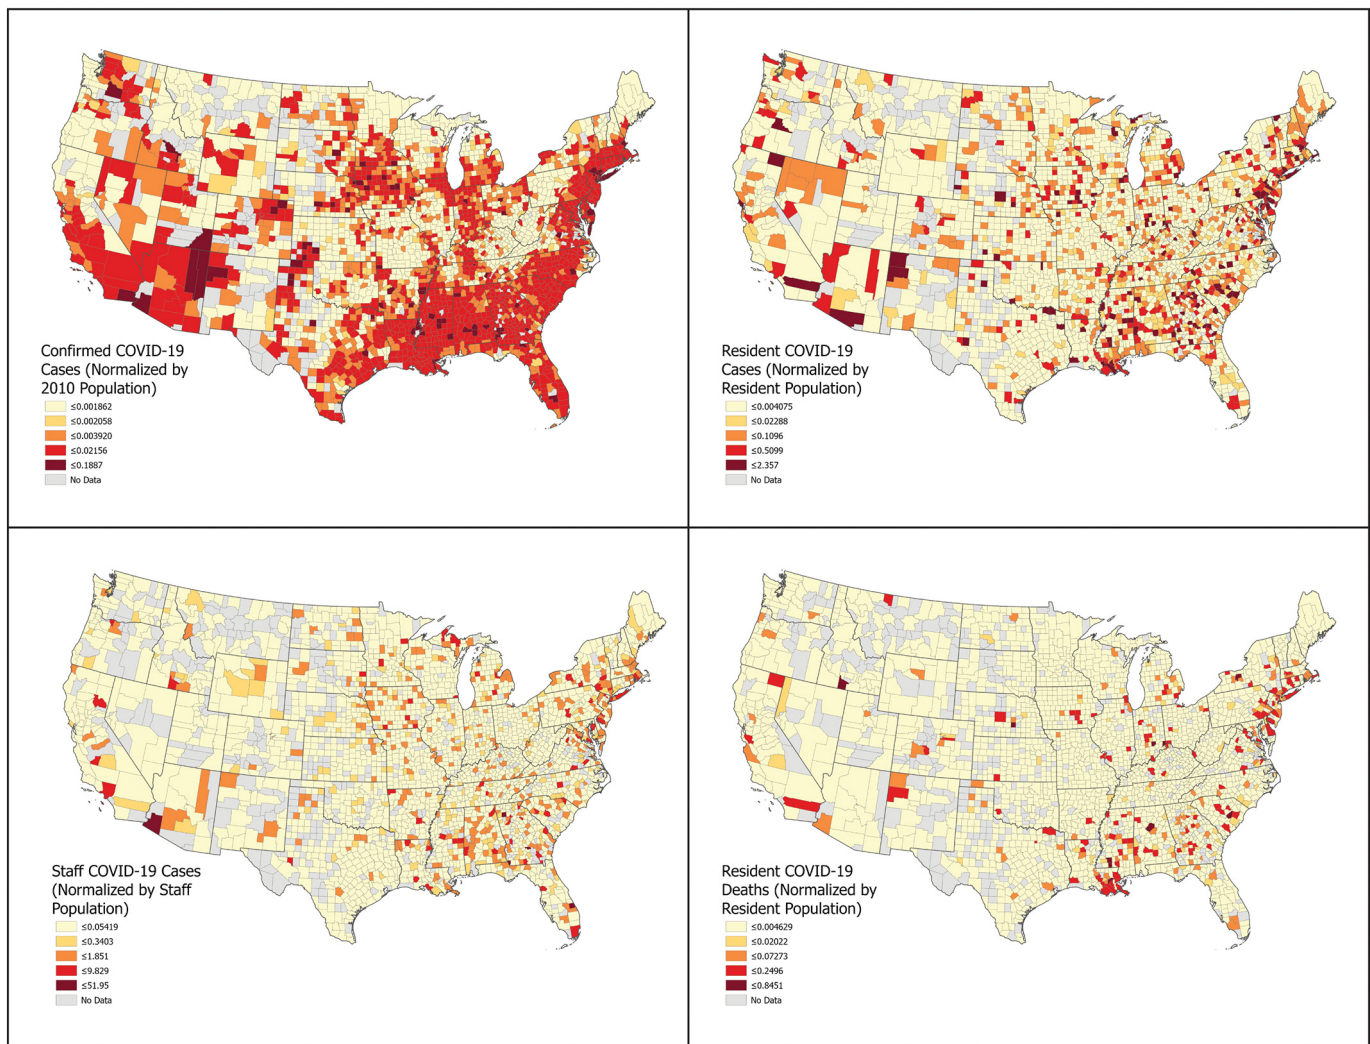 Confirmed COVID-19
Cases (Normalized by
2010 Population)
≤0.001862
≤0.002058
≤0.003920
≤0.02156
≤0.1887
No Data
Resident COVID-19
Cases (Normalized by
Resident Population)
≤0.004075
≤0.02288
≤0.1096
≤0.5099
≤2.357
No Data
Staff COVID-19 Cases
(Normalized by Staff
Population)
≤0.05419
≤0.3403
≤1.851
≤9.829
≤51.95
No Data
Resident COVID-19
Deaths (Normalized by
Resident Population)
≤0.004629
≤0.02022
≤0.07273
≤0.2496
≤0.8451
No Data